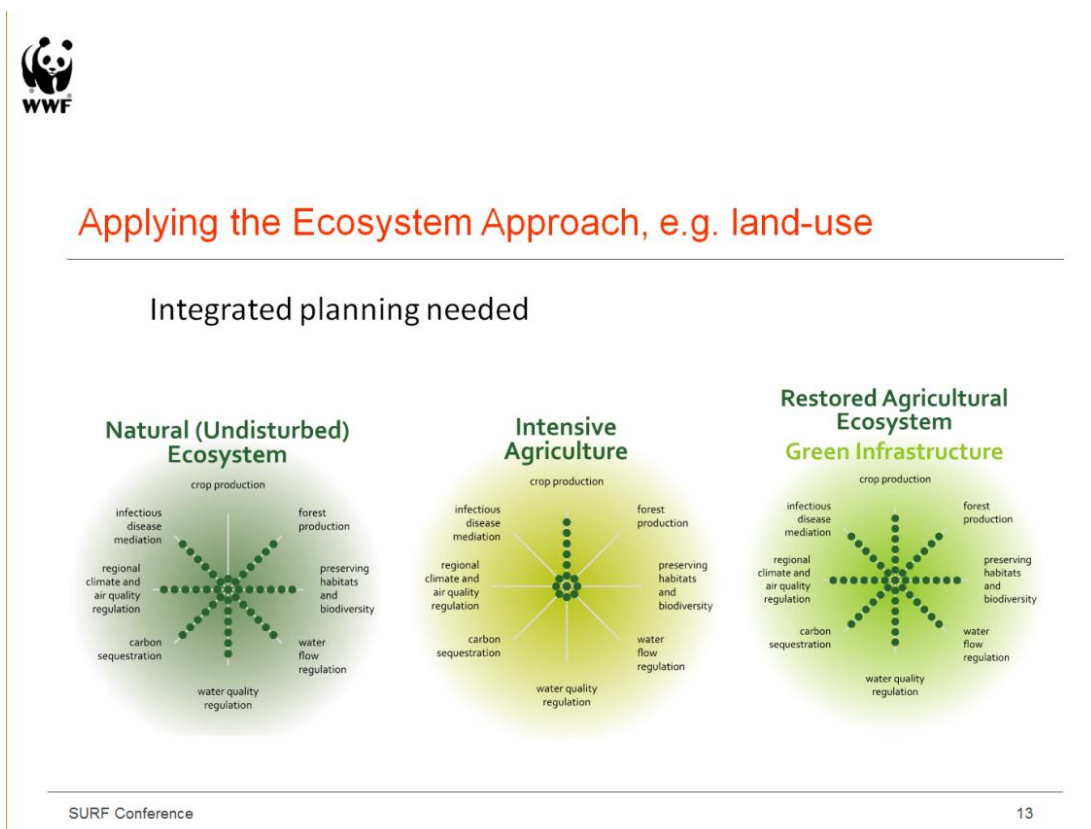 WWF
Applying the Ecosystem Approach, e.g. land-use
Integrated planning needed
Natural (Undisturbed)
Ecosystem
crop production
infectious
disease
mediation
forest
production
regional
climate and
air quality
regulation
preserving
habitats
and
biodiversity
carbon
sequestration
water
flow
regulation
water quality
regulation
Intensive
Agriculture
crop production
infectious
disease
mediation
forest
production
regional
climate and
air quality
regulation
preserving
habitats
and
biodiversity
carbon
sequestration
water
flow
regulation
water quality
regulation
Restored Agricultural
Ecosystem
Green Infrastructure
crop production
infectious
disease
mediation
forest
production
regional
climate and
air quality
regulation
preserving
habitats
and
biodiversity
carbon
sequestration
water
flow
regulation
water quality
regulation
SURF Conference
13